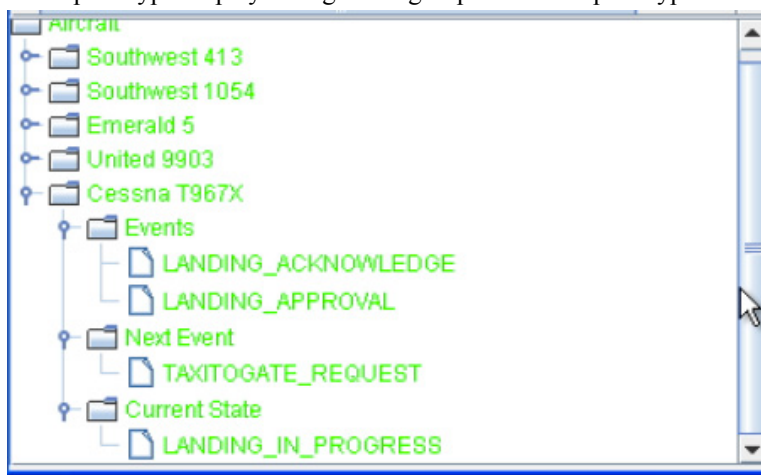 Aircraft
Southwest 413
Southwest 1054
Emerald 5
United 9903
Cessna T967X
Events
LANDING_ACKNOWLEDGE
LANDING_APPROVAL
Next Event
TAXITOGATE_REQUEST
Current State
LANDING_IN_PROGRESS